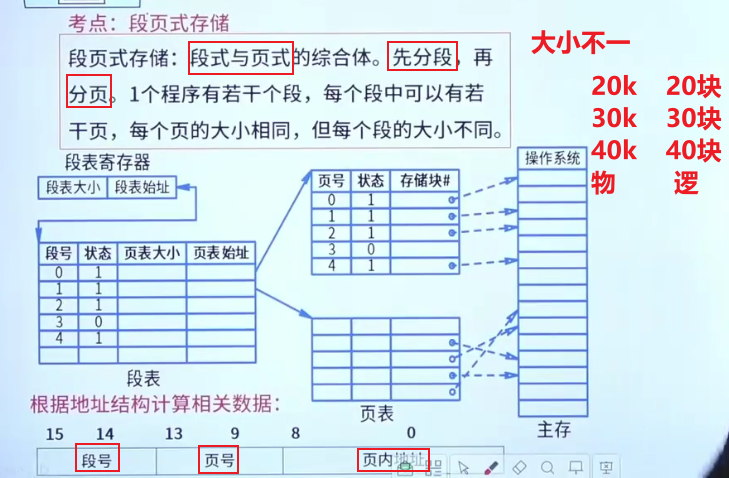 考点：段页式存储
段页式存储：段式与页式的综合体。先分段，再
分页。1个程序有若干个段，每个段中可以有若
干页，每个页的大小相同，但每个段的大小不同。
大小不一
20k 20块
30k 30块
40k 40块
物 逻
段表寄存器
段表大小 段表始址
段号 状态 页表大小 页表始址
0 1
1 1
2 1
3 0
4 1
段表
页号 状态 存储块#
0 1
1 1
2 1
3 0
4 1
页表
操作系统
主存
根据地址结构计算相关数据：
15 14 13 9 8 0
段号 页号 页内地址